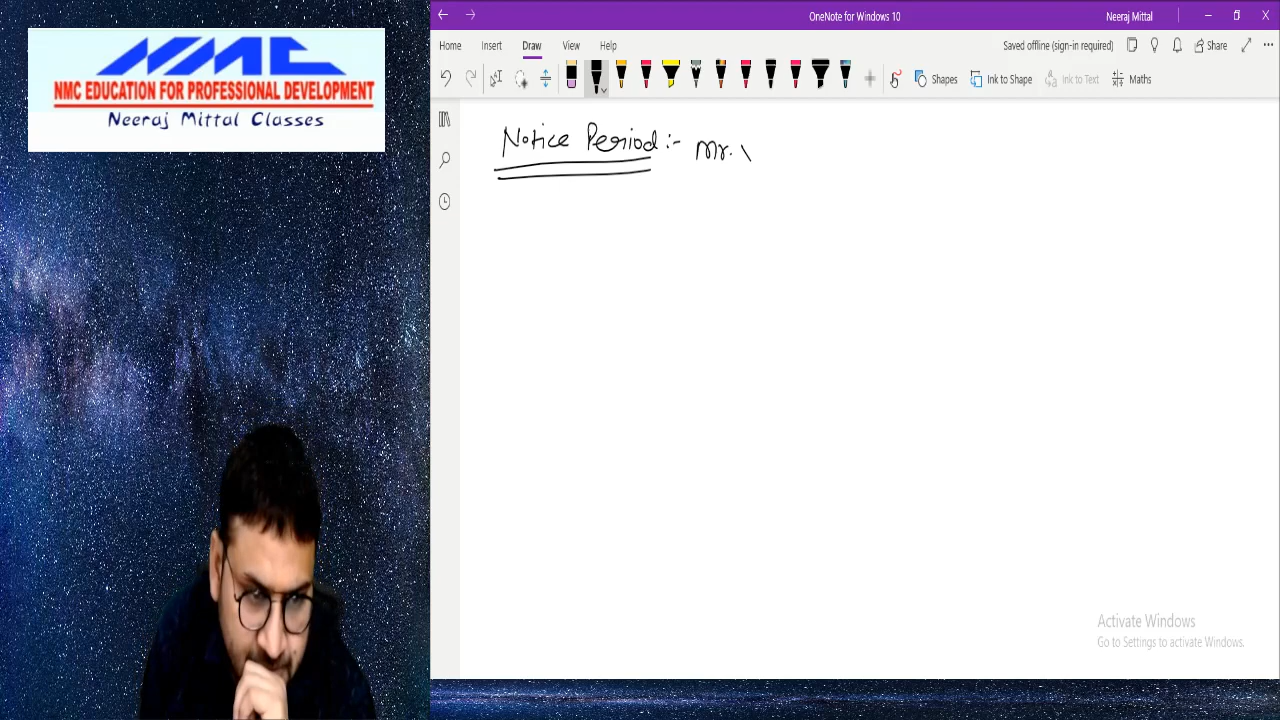 NMC
NMC EDUCATION FOR PROFESSIONAL DEVELOPMENT
Neeraj Mittal Classes
OneNote for Windows 10
Neeraj Mittal
Home Insert Draw View Help
Saved offline (sign-in required)
Share
Shapes
Ink to Shape
Ink to Text
Maths
Notice Period :- Mr. \
Activate Windows
Go to Settings to activate Windows.